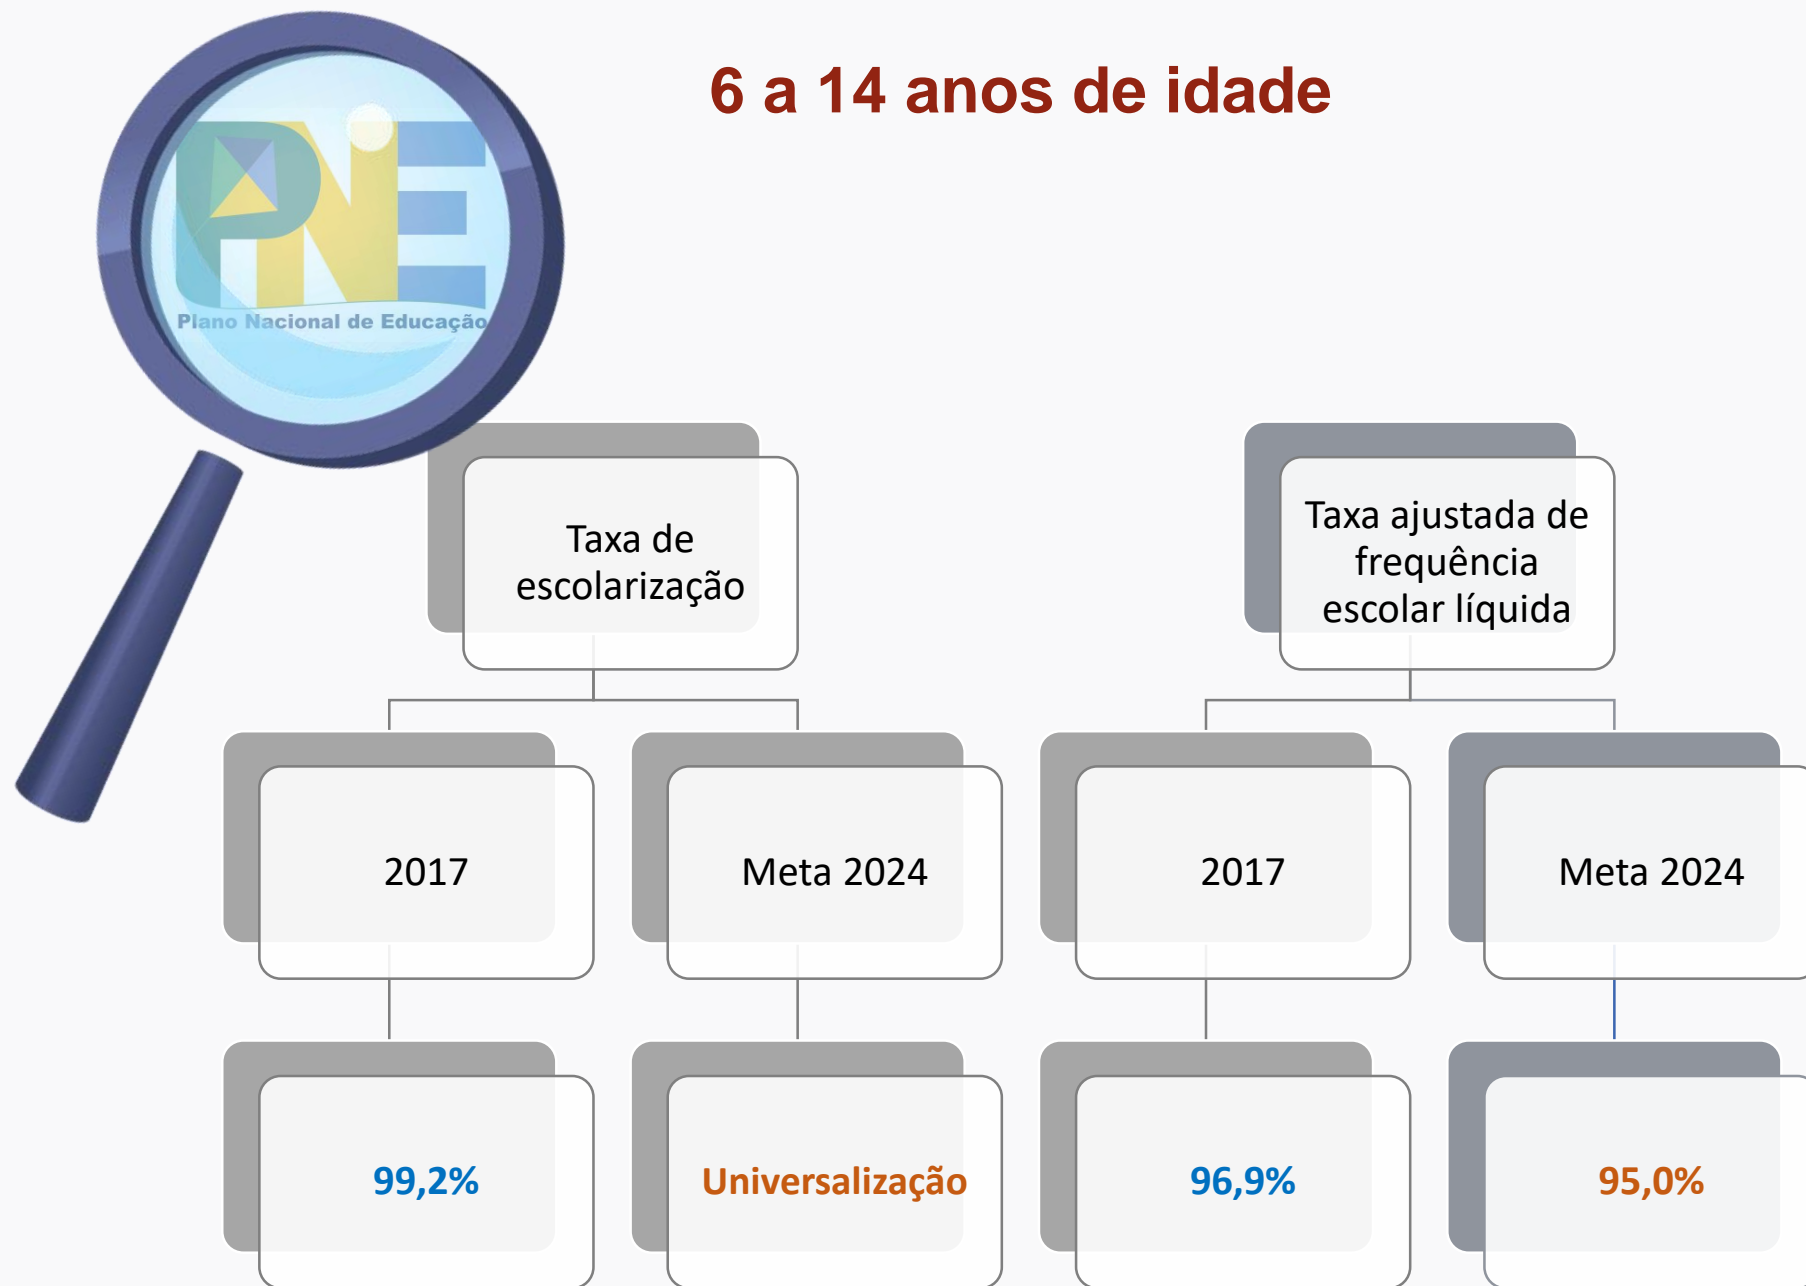 6 a 14 anos de idade
PNE
Plano Nacional de Educação
Taxa de
escolarização
Taxa ajustada de
frequência
escolar líquida
2017
Meta 2024
2017
Meta 2024
99,2%
Universalização
96,9%
95,0%